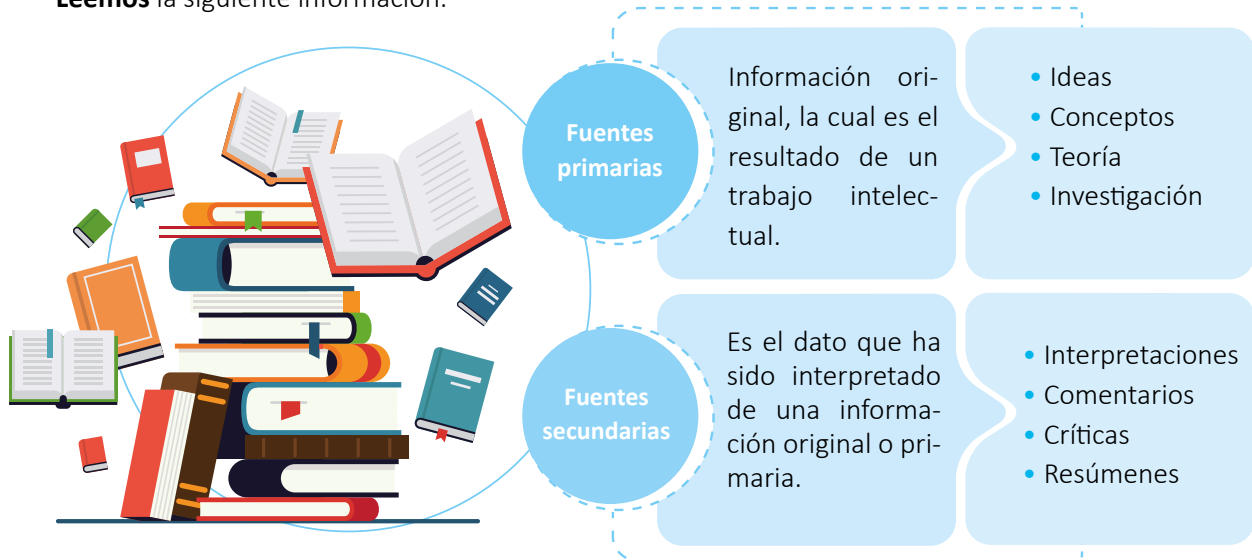 Leemos la siguiente información:
Fuentes
primarias
Información ori-
ginal, la cual es el
resultado de un
trabajo intelec-
tual.
• Ideas
• Conceptos
• Teoría
• Investigación
Fuentes
secundarias
Es el dato que ha
sido interpretado
de una informa-
ción original o pri-
maria.
• Interpretaciones
• Comentarios
• Críticas
• Resúmenes